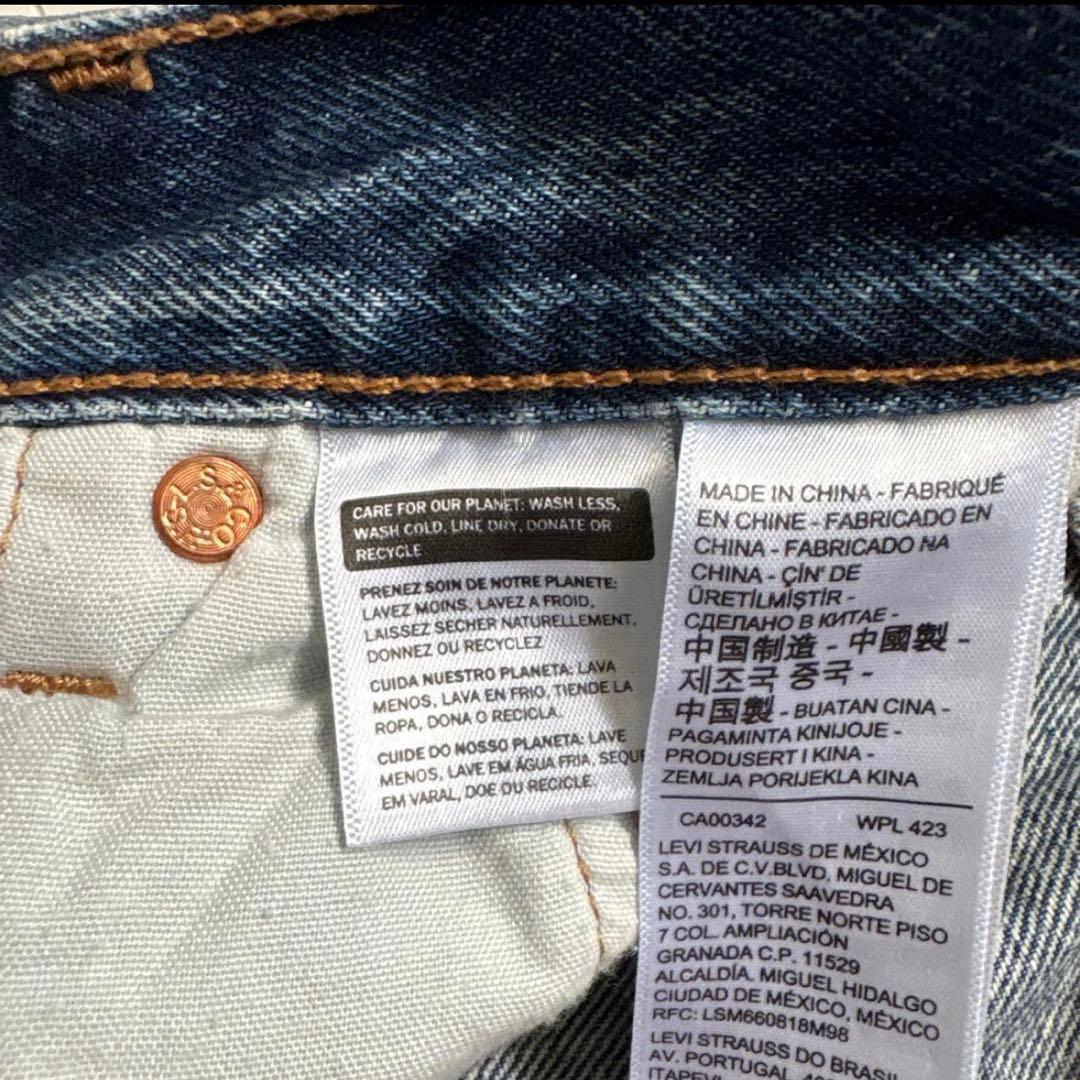 CARE FOR OUR PLANET: WASH LESS,
WASH COLD, LINE DRY, DONATE OR
RECYCLE
PRENEZ SOIN DE NOTRE PLANETE:
LAVEZ MOINS, LAVEZ A FROID,
LAISSEZ SECHER NATURELLEMENT,
DONNEZ OU RECYCLEZ
CUIDA NUESTRO PLANETA: LAVA
MENOS, LAVA EN FRIO, TIENDE LA
ROPA, DONA O RECICLA.
CUIDE DO NOSSO PLANETA: LAVE
MENOS, LAVE EM ÁGUA FRIA, SEQU
EM VARAL, DOE OU RECICLE.
MADE IN CHINA - FABRIQUÉ
EN CHINE - FABRICADO EN
CHINA - FABRICADO NA
CHINA - ÇİN' DE
ÜRETİLMİŞTİR -
СДЕЛАНО В КИТАЕ -
中国制造 - 中國製 -
제조국 중국 -
中国製 - BUATAN CINA -
PAGAMINTA KINIJOJE -
PRODUSERT I KINA -
ZEMLJA PORIJEKLA KINA
CA00342 WPL 423
LEVI STRAUSS DE MÉXICO
S.A. DE C.V.BLVD. MIGUEL DE
CERVANTES SAAVEDRA
NO. 301, TORRE NORTE PISO
7 COL. AMPLIACIÓN
GRANADA C.P. 11529
ALCALDÍA. MIGUEL HIDALGO
CIUDAD DE MÉXICO, MÉXICO
RFC: LSM660818M98
LEVI STRAUSS DO BRASIL
AV. PORTUGAL
ITAPEVI